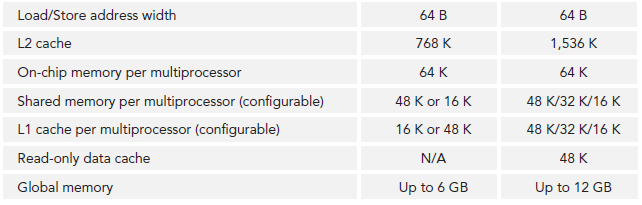 Load/Store address width 64 B 64 B
L2 cache 768 K 1,536 K
On-chip memory per multiprocessor 64 K 64 K
Shared memory per multiprocessor (configurable) 48 K or 16 K 48 K/32 K/16 K
L1 cache per multiprocessor (configurable) 16 K or 48 K 48 K/32 K/16 K
Read-only data cache N/A 48 K
Global memory Up to 6 GB Up to 12 GB